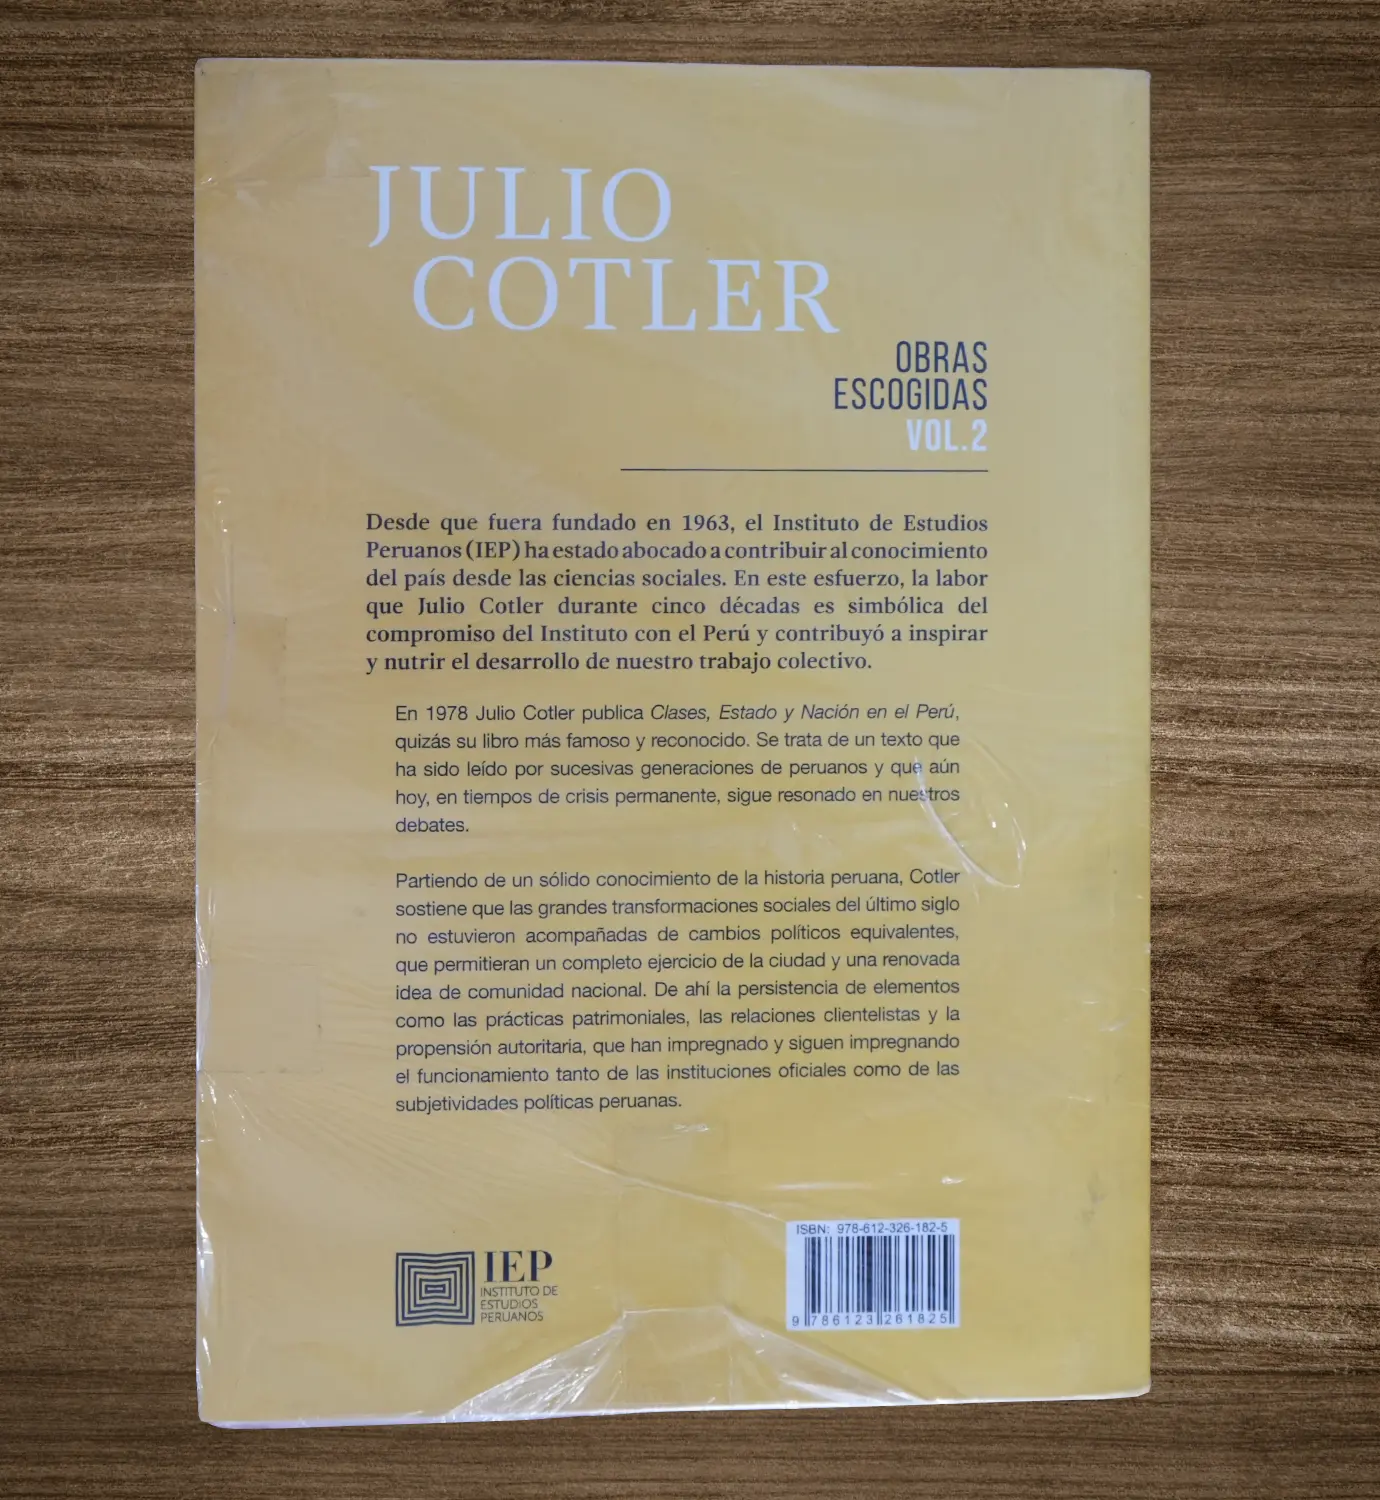 JULIO
COTLER
OBRAS
ESCOGIDAS
VOL.2
Desde que fuera fundado en 1963, el Instituto de Estudios
Peruanos (IEP) ha estado abocado a contribuir al conocimiento
del país desde las ciencias sociales. En este esfuerzo, la labor
que Julio Cotler durante cinco décadas es simbólica del
compromiso del Instituto con el Perú y contribuyó a inspirar
y nutrir el desarrollo de nuestro trabajo colectivo.
En 1978 Julio Cotler publica Clases, Estado y Nación en el Perú,
quizás su libro más famoso y reconocido. Se trata de un texto que
ha sido leído por sucesivas generaciones de peruanos y que aún
hoy, en tiempos de crisis permanente, sigue resonado en nuestros
debates.
Partiendo de un sólido conocimiento de la historia peruana, Cotler
sostiene que las grandes transformaciones sociales del último siglo
no estuvieron acompañadas de cambios políticos equivalentes,
que permitieran un completo ejercicio de la ciudad y una renovada
idea de comunidad nacional. De ahí la persistencia de elementos
como las prácticas patrimoniales, las relaciones clientelistas y la
propensión autoritaria, que han impregnado y siguen impregnando
el funcionamiento tanto de las instituciones oficiales como de las
subjetividades políticas peruanas.
IEP
INSTITUTO DE
ESTUDIOS
PERUANOS
ISBN: 978-612-326-182-5
9 786123 261825